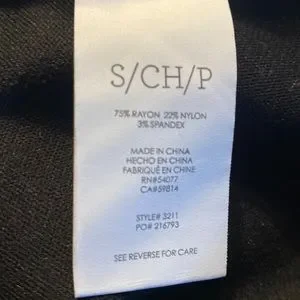 S/CH/P
75% RAYON 22% NYLON
3% SPANDEX
MADE IN CHINA
HECHO EN CHINA
FABRIQUÉ EN CHINE
RN#54077
CA#59814
STYLE# 3211
PO# 216793
SEE REVERSE FOR CARE